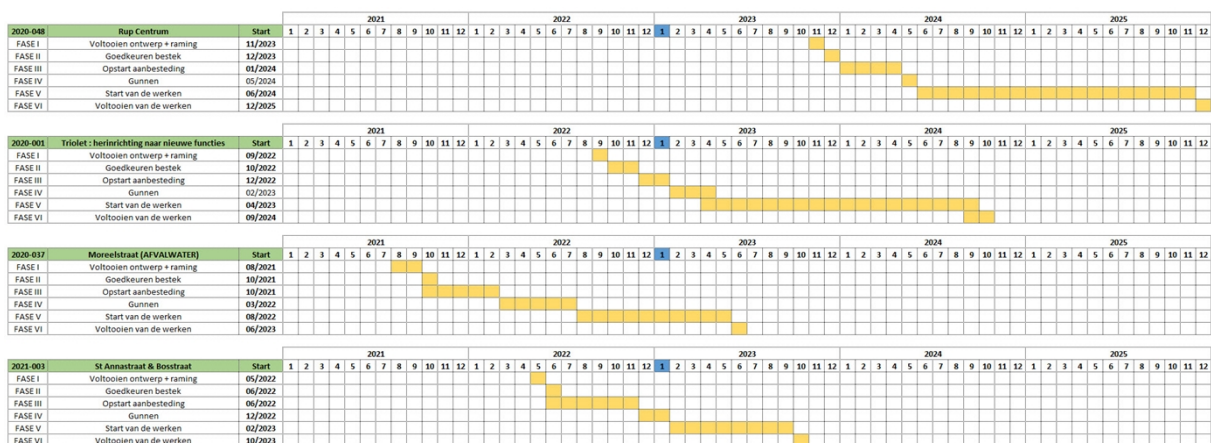 2021 2022 2023 2024 2025
2020-048 Rup Centrum Start 1 2 3 4 5 6 7 8 9 10 11 12 1 2 3 4 5 6 7 8 9 10 11 12 1 2 3 4 5 6 7 8 9 10 11 12 1 2 3 4 5 6 7 8 9 10 11 12 1 2 3 4 5 6 7 8 9 10 11 12
FASE I Voltooien ontwerp + raming 11/2023
FASE II Goedkeuren bestek 12/2023
FASE III Opstart aanbesteding 01/2024
FASE IV Gunnen 05/2024
FASE V Start van de werken 06/2024
FASE VI Voltooien van de werken 12/2025
2021 2022 2023 2024 2025
2020-001 Triolet : herinrichting naar nieuwe functies Start 1 2 3 4 5 6 7 8 9 10 11 12 1 2 3 4 5 6 7 8 9 10 11 12 1 2 3 4 5 6 7 8 9 10 11 12 1 2 3 4 5 6 7 8 9 10 11 12 1 2 3 4 5 6 7 8 9 10 11 12
FASE I Voltooien ontwerp + raming 09/2022
FASE II Goedkeuren bestek 10/2022
FASE III Opstart aanbesteding 12/2022
FASE IV Gunnen 02/2023
FASE V Start van de werken 04/2023
FASE VI Voltooien van de werken 09/2024
2021 2022 2023 2024 2025
2020-037 Moreelstraat (AFVALWATER) Start 1 2 3 4 5 6 7 8 9 10 11 12 1 2 3 4 5 6 7 8 9 10 11 12 1 2 3 4 5 6 7 8 9 10 11 12 1 2 3 4 5 6 7 8 9 10 11 12 1 2 3 4 5 6 7 8 9 10 11 12
FASE I Voltooien ontwerp + raming 08/2021
FASE II Goedkeuren bestek 10/2021
FASE III Opstart aanbesteding 10/2021
FASE IV Gunnen 03/2022
FASE V Start van de werken 08/2022
FASE VI Voltooien van de werken 06/2023
2021 2022 2023 2024 2025
2021-003 St Annastraat & Bosstraat Start 1 2 3 4 5 6 7 8 9 10 11 12 1 2 3 4 5 6 7 8 9 10 11 12 1 2 3 4 5 6 7 8 9 10 11 12 1 2 3 4 5 6 7 8 9 10 11 12 1 2 3 4 5 6 7 8 9 10 11 12
FASE I Voltooien ontwerp + raming 05/2022
FASE II Goedkeuren bestek 06/2022
FASE III Opstart aanbesteding 06/2022
FASE IV Gunnen 12/2022
FASE V Start van de werken 02/2023
FASE VI Voltooien van de werken 10/2023